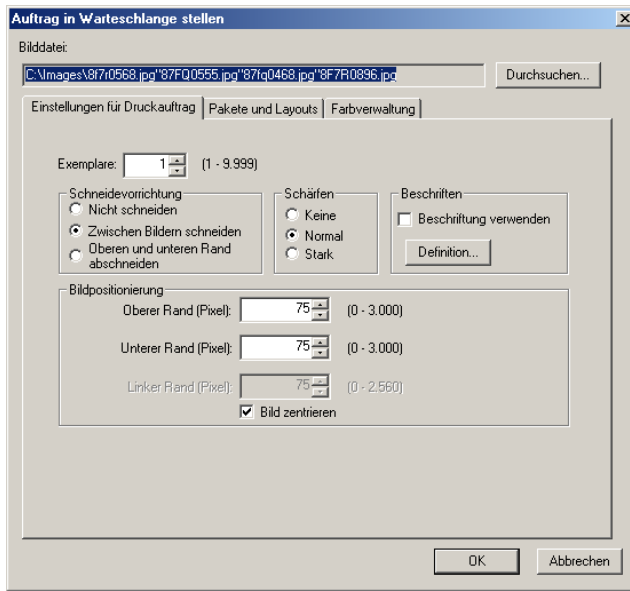 Auftrag in Warteschlange stellen
Bilddatei:
C:\Images\8f7r0568.jpg"87FQ0555.jpg"87fq0468.jpg"8F7R0896.jpg
Durchsuchen...
Einstellungen für Druckauftrag
Pakete und Layouts
Farbverwaltung
Exemplare: 1 (1 - 9.999)
Schneidevorrichtung
Nicht schneiden
Zwischen Bildern schneiden
Oberen und unteren Rand
abschneiden
Schärfen
Keine
Normal
Stark
Beschriften
Beschriftung verwenden
Definition...
Bildpositionierung
Oberer Rand (Pixel): 75 (0 - 3.000)
Unterer Rand (Pixel): 75 (0 - 3.000)
Linker Rand (Pixel): 75 (0 - 2.560)
Bild zentrieren
OK
Abbrechen